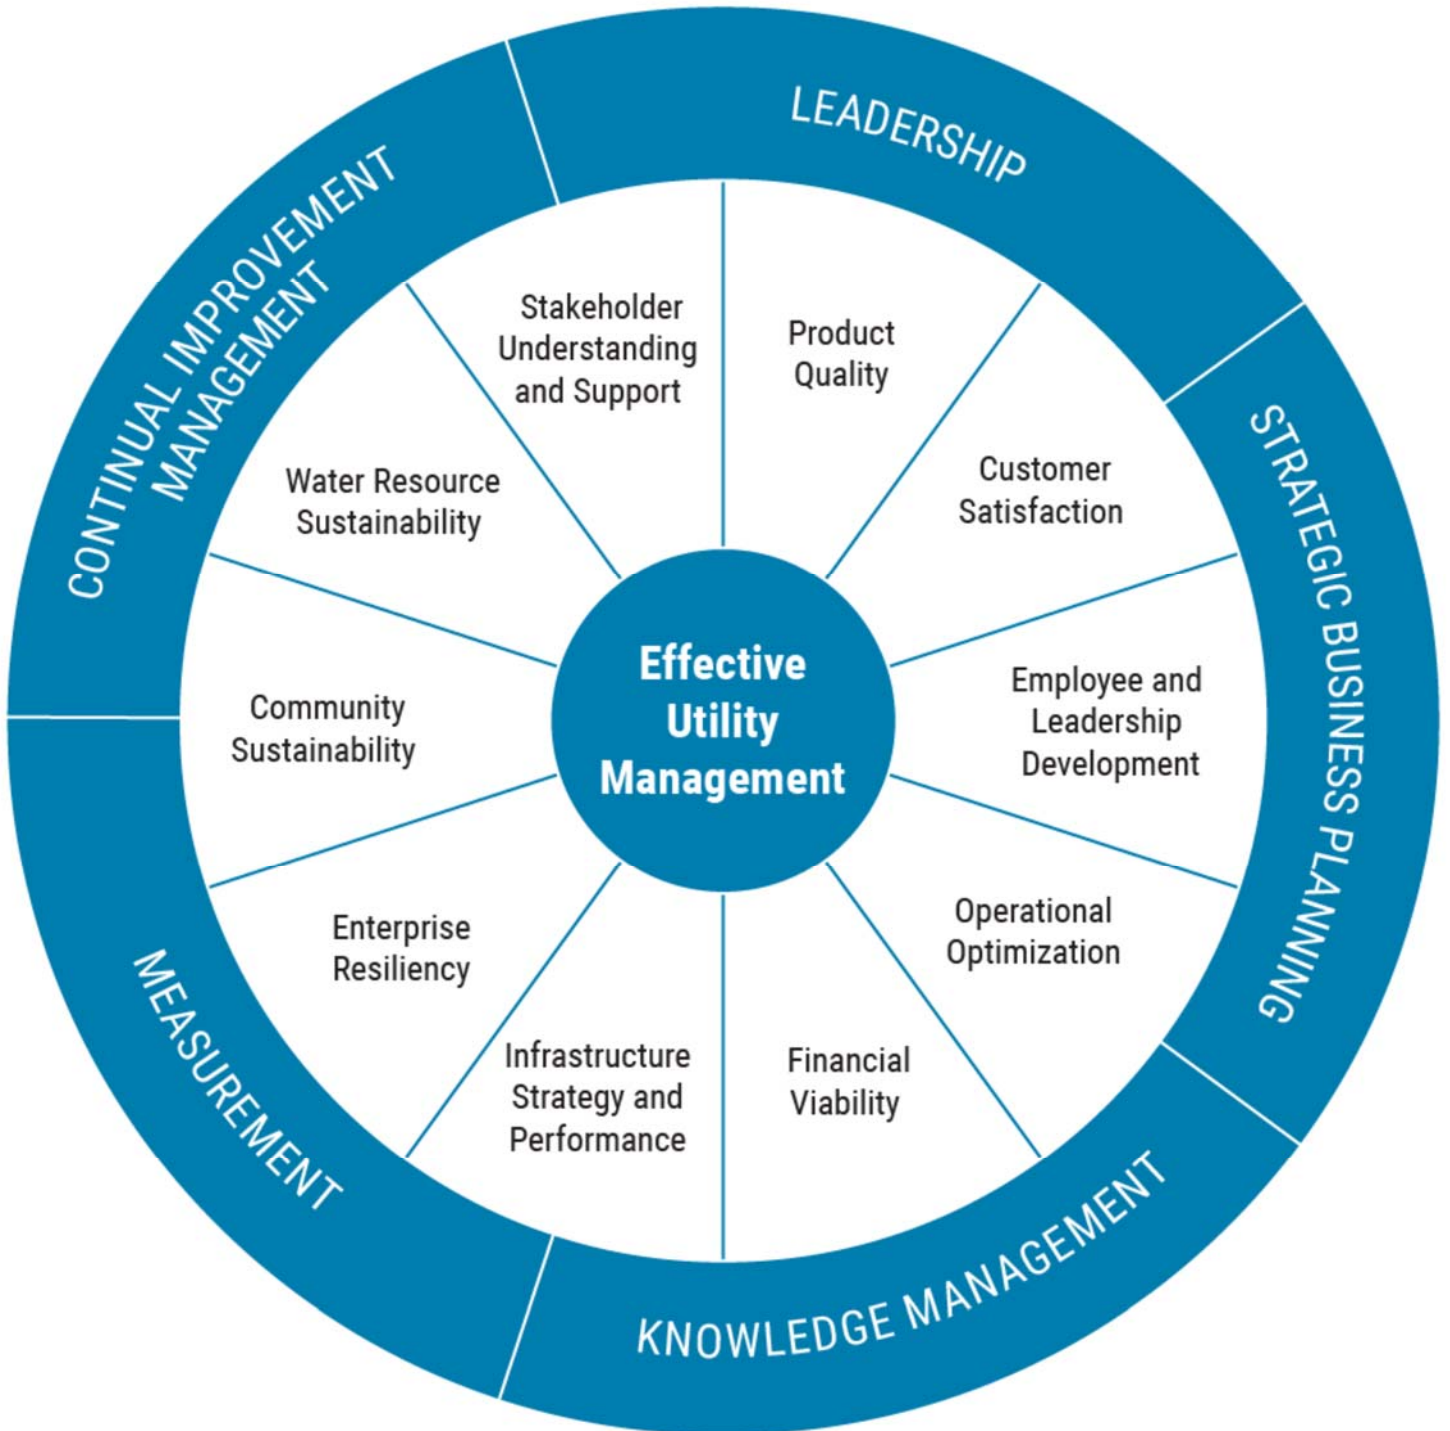 LEADERSHIP
STRATEGIC BUSINESS PLANNING
KNOWLEDGE MANAGEMENT
MEASUREMENT
CONTINUAL IMPROVEMENT
MANAGEMENT
Product
Quality
Customer
Satisfaction
Employee and
Leadership
Development
Operational
Optimization
Financial
Viability
Infrastructure
Strategy and
Performance
Enterprise
Resiliency
Community
Sustainability
Water Resource
Sustainability
Stakeholder
Understanding
and Support
Effective
Utility
Management